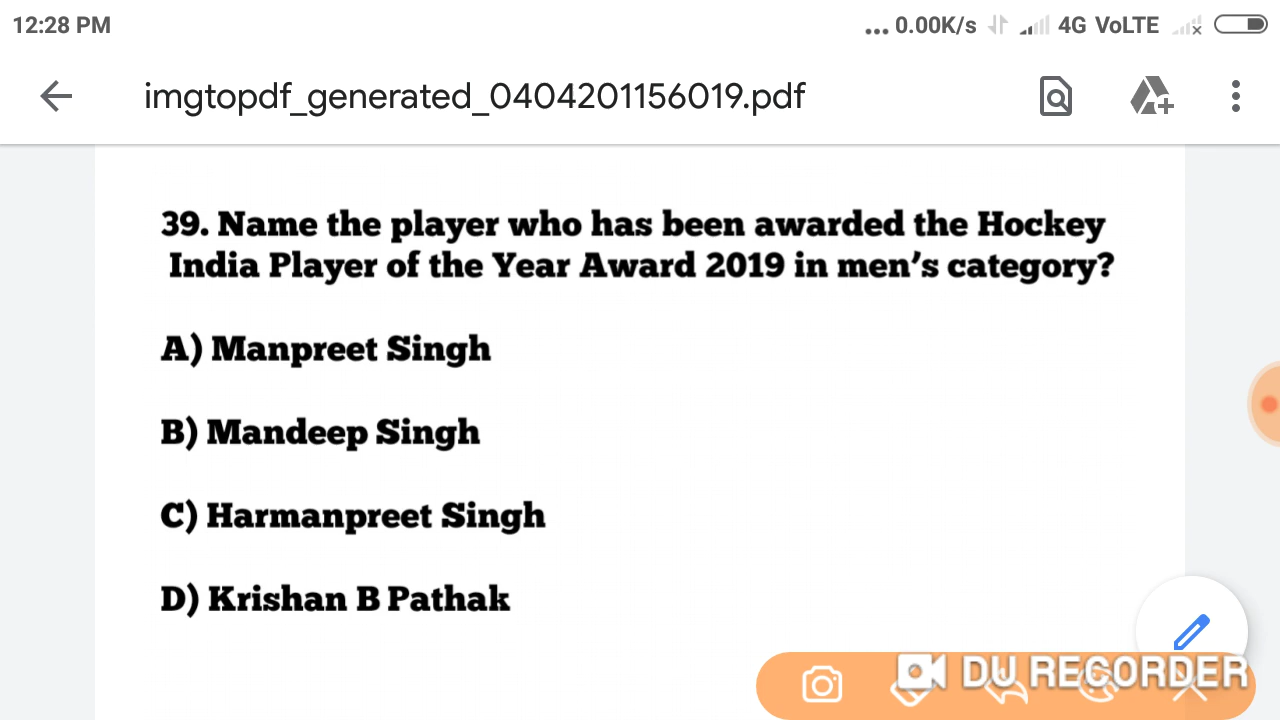 12:28 PM
... 0.00K/s 4G VoLTE
imgtopdf_generated_0404201156019.pdf
39. Name the player who has been awarded the Hockey
India Player of the Year Award 2019 in men’s category?
A) Manpreet Singh
B) Mandeep Singh
C) Harmanpreet Singh
D) Krishan B Pathak
DU RECORDER